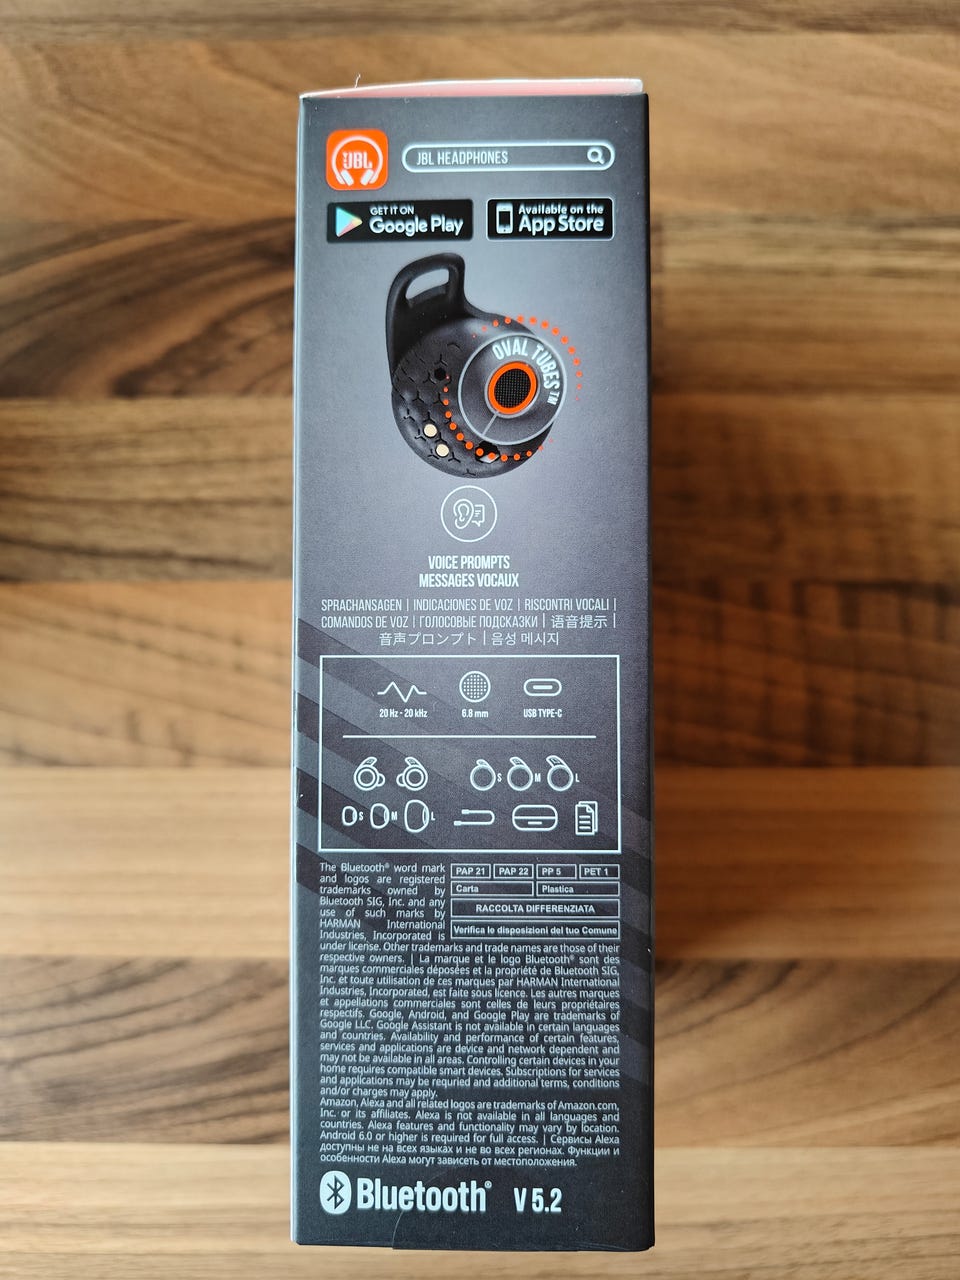 JBL
JBL HEADPHONES
GET IT ON
Google Play
Available on the
App Store
OVAL TUBES™
VOICE PROMPTS
MESSAGES VOCAUX
SPRACHANSAGEN | INDICACIONES DE VOZ | RISCONTRI VOCALI |
COMANDOS DE VOZ | ГОЛОСОВЫЕ ПОДСКАЗКИ | 语音提示 |
音声プロンプト | 음성 메시지
20 Hz - 20 kHz
6.8 mm
USB TYPE-C
S M L
S M L
The Bluetooth® word mark
and logos are registered
trademarks owned by
Bluetooth SIG, Inc. and any
use of such marks by
HARMAN International
Industries, Incorporated is
PAP 21 PAP 22 PP 5 PET 1
Carta Plastica
RACCOLTA DIFFERENZIATA
Verifica le disposizioni del tuo Comune
under license. Other trademarks and trade names are those of their
respective owners. | La marque et le logo Bluetooth® sont des
marques commerciales déposées et la propriété de Bluetooth SIG,
Inc. et toute utilisation de ces marques par HARMAN International
Industries, Incorporated, est faite sous licence. Les autres marques
et appellations commerciales sont celles de leurs propriétaires
respectifs. Google, Android, and Google Play are trademarks of
Google LLC. Google Assistant is not available in certain languages
and countries. Availability and performance of certain features,
services and applications are device and network dependent and
may not be available in all areas. Controlling certain devices in your
home requires compatible smart devices. Subscriptions for services
and applications may be requried and additional terms, conditions
and/or charges may apply.
Amazon, Alexa and all related logos are trademarks of Amazon.com,
Inc. or its affiliates. Alexa is not available in all languages and
countries. Alexa features and functionality may vary by location.
Android 6.0 or higher is required for full access. | Сервисы Alexa
доступны не на всех языках и не во всех регионах. Функции и
особенности Alexa могут зависеть от местоположения.
Bluetooth® V 5.2